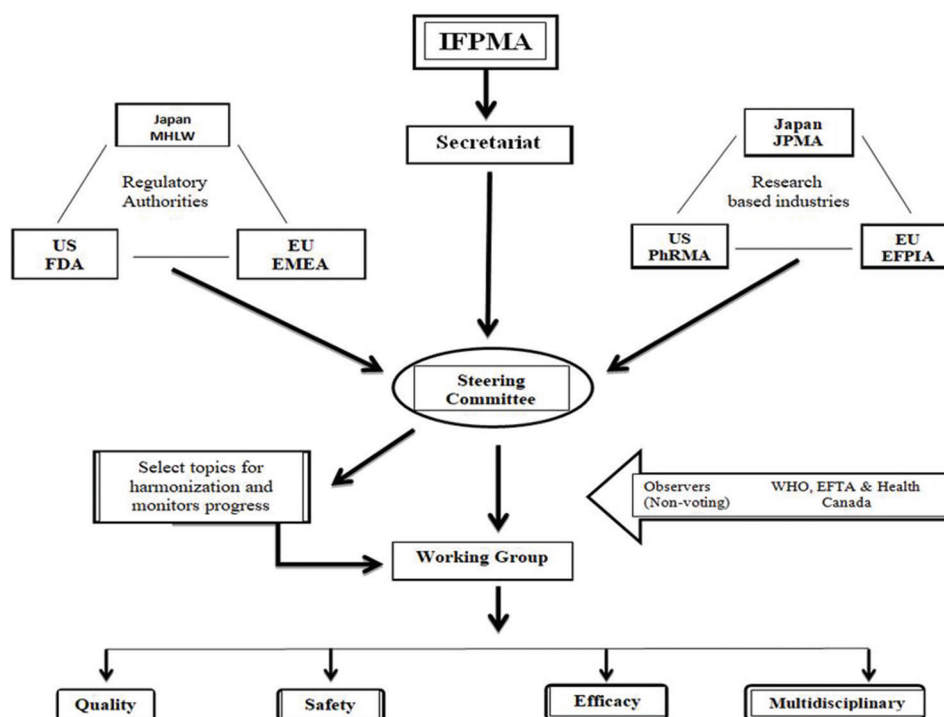 IFPMA
Secretariat
Japan
MHLW
Regulatory
Authorities
US
FDA
EU
EMEA
Japan
JPMA
Research
based industries
US
PhRMA
EU
EFPIA
Steering
Committee
Select topics for
harmonization and
monitors progress
Observers
(Non-voting)
WHO, EFTA & Health
Canada
Working Group
Quality
Safety
Efficacy
Multidisciplinary